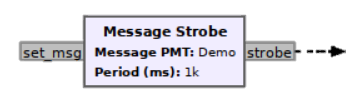 Message Strobe
set_msg Message PMT: Demo strobe
Period (ms): 1k